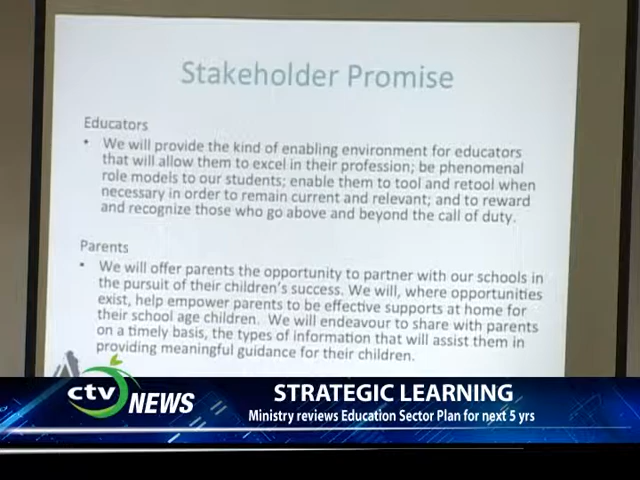 Stakeholder Promise
Educators
• We will provide the kind of enabling environment for educators
that will allow them to excel in their profession; be phenomenal
role models to our students; enable them to tool and retool when
necessary in order to remain current and relevant; and to reward
and recognize those who go above and beyond the call of duty.
Parents
• We will offer parents the opportunity to partner with our schools in
the pursuit of their children's success. We will, where opportunities
exist, help empower parents to be effective supports at home for
their school age children. We will endeavour to share with parents
on a timely basis, the types of information that will assist them in
providing meaningful guidance for their children.
ctv NEWS
STRATEGIC LEARNING
Ministry reviews Education Sector Plan for next 5 yrs